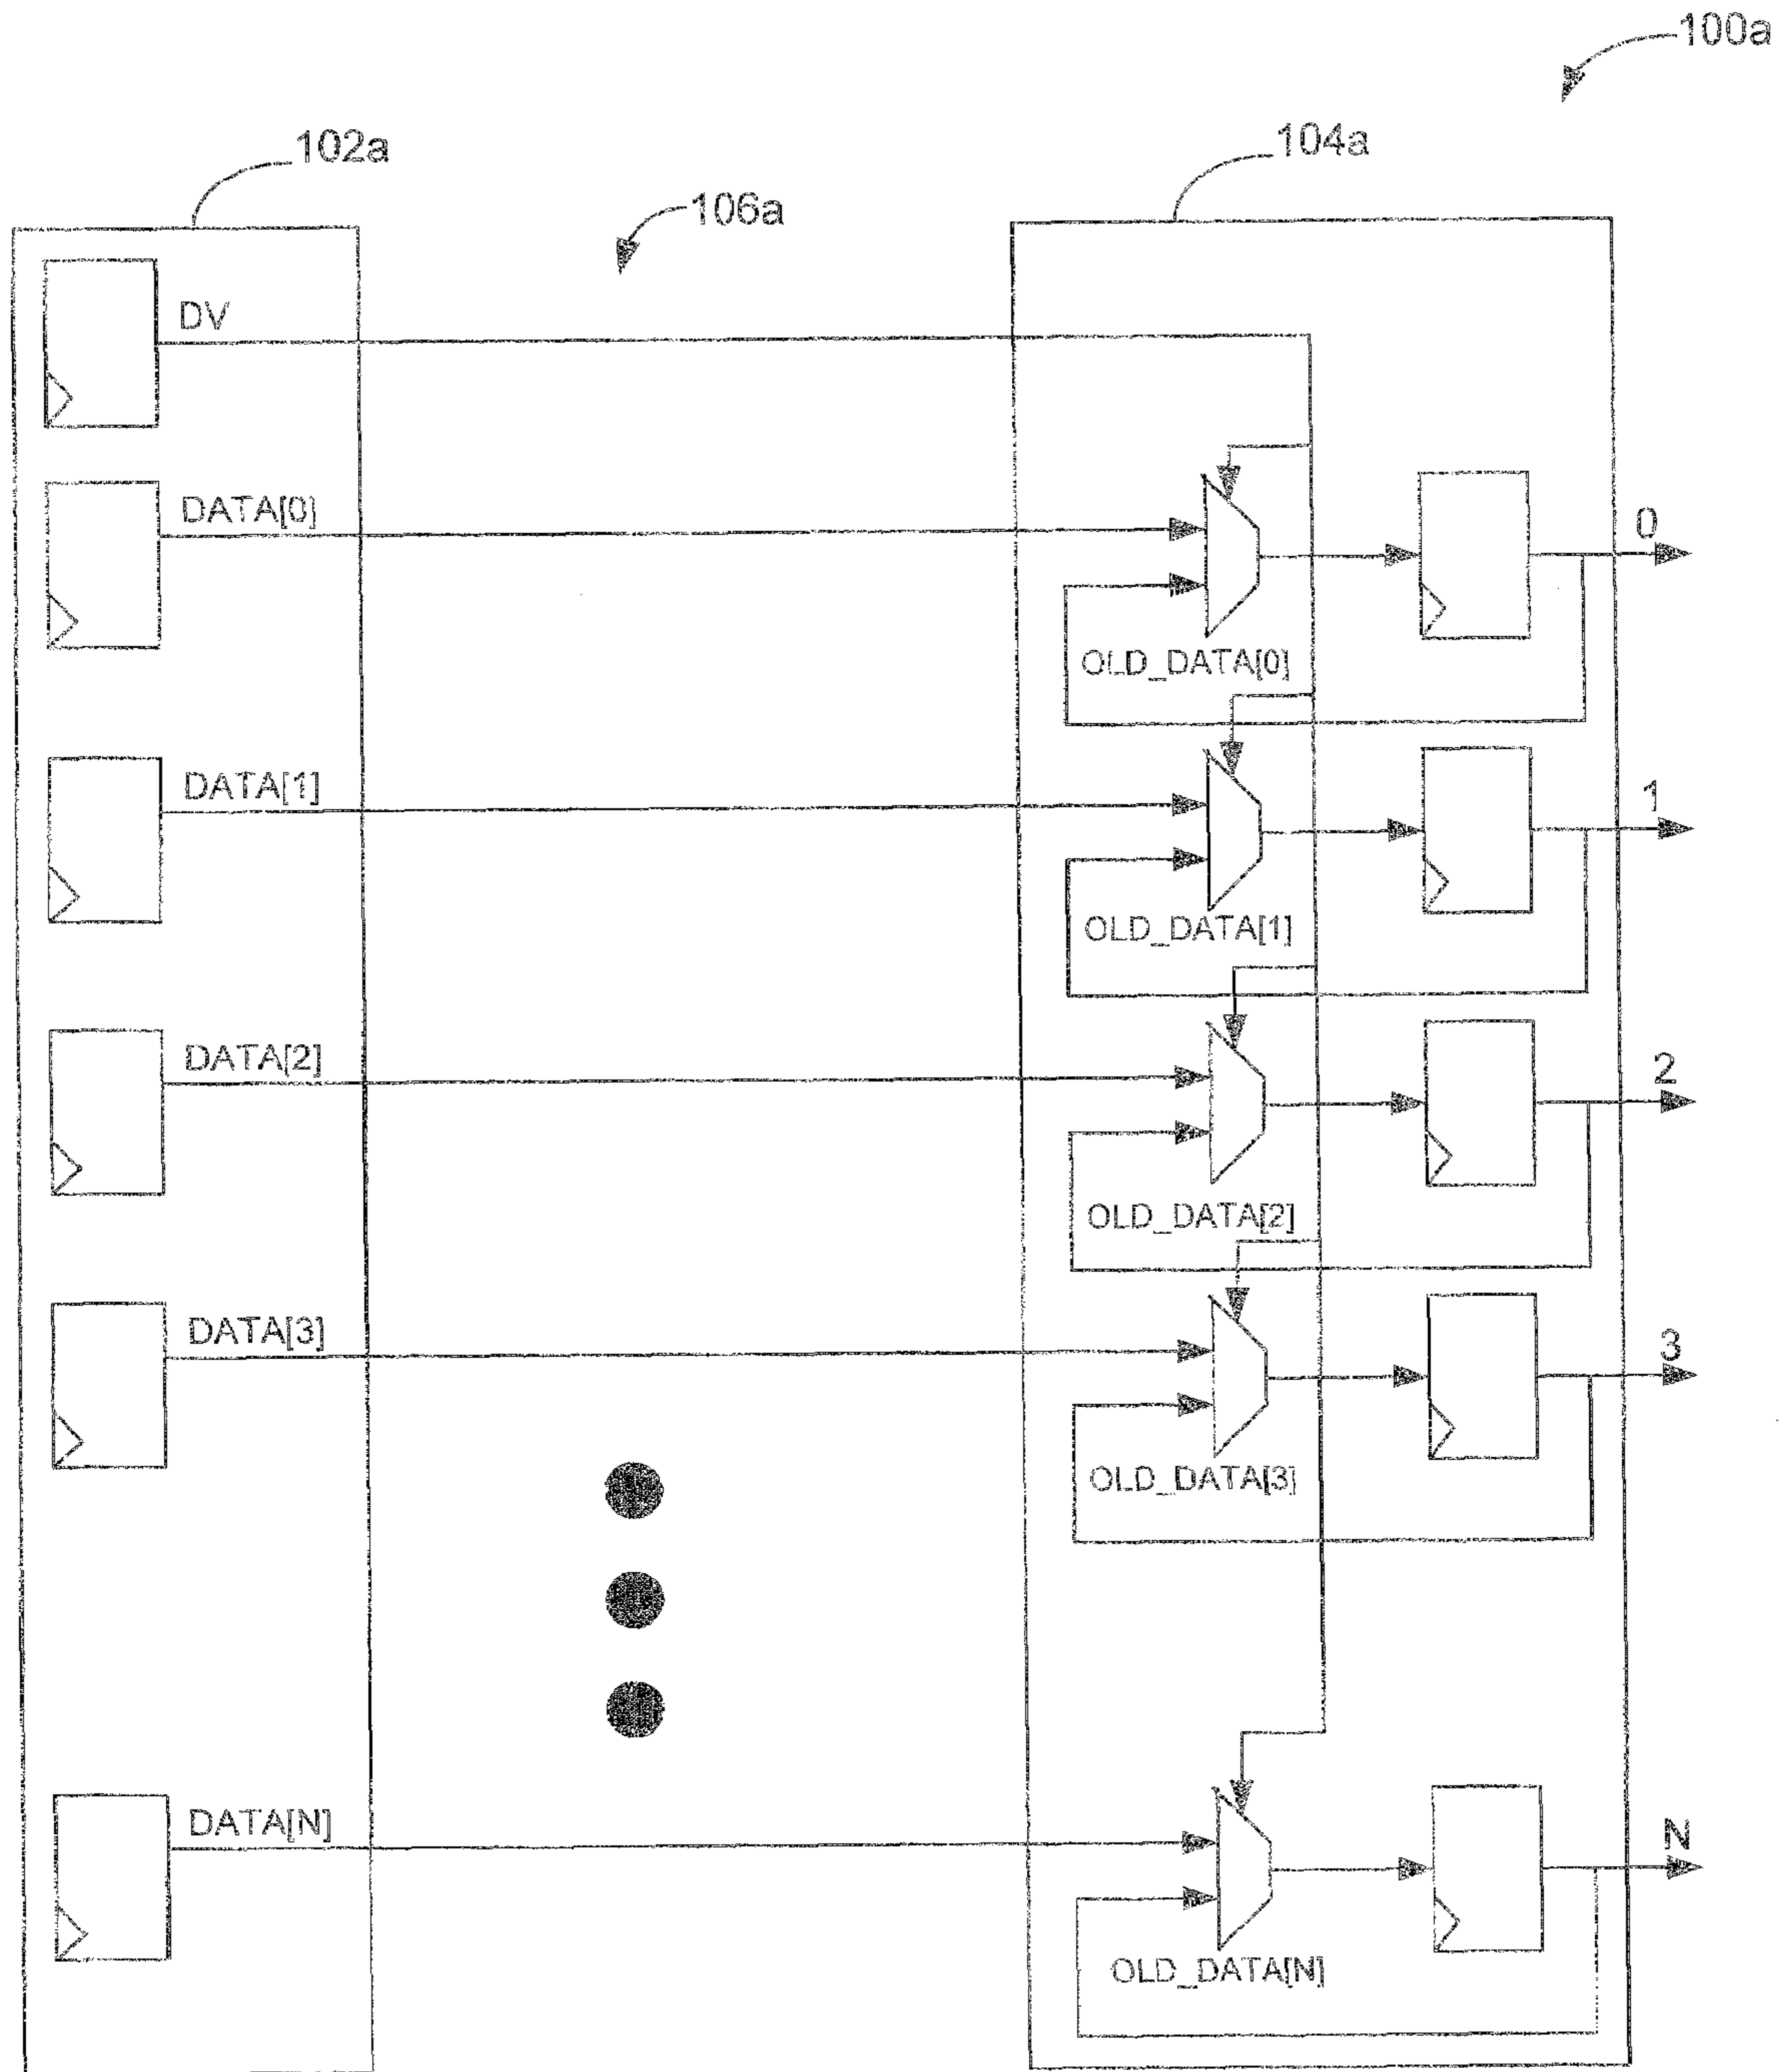 100a
102a
104a
106a
DV
DATA[0]
0
OLD_DATA[0]
DATA[1]
1
OLD_DATA[1]
DATA[2]
2
OLD_DATA[2]
DATA[3]
3
OLD_DATA[3]
DATA[N]
N
OLD_DATA[N]